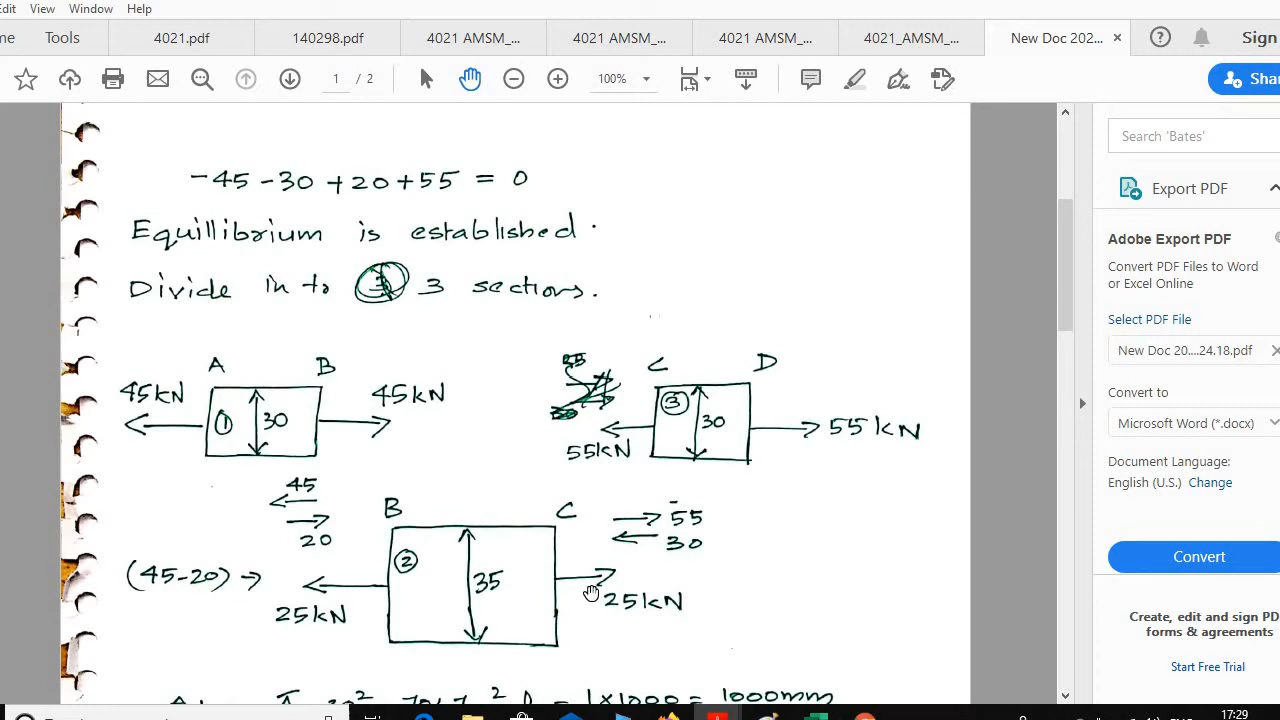 Edit View Window Help
Tools 4021.pdf 140298.pdf 4021 AMSM_... 4021 AMSM_... 4021 AMSM_... 4021_AMSM_... New Doc 202... × Sign
1 / 2 100% Shar
-45 -30 +20 +55 = 0
Equillibrium is established.
Divide in to 3 sections.
A B
45kN 45kN
① 30
C D
③ 30
55kN 55kN
45
20
B C
55
30
② 35
(45-20) →
25kN 25kN
1x1000 = 1000mm
Search 'Bates'
Export PDF
Adobe Export PDF
Convert PDF Files to Word
or Excel Online
Select PDF File
New Doc 20....24.18.pdf ×
Convert to
Microsoft Word (*.docx)
Document Language:
English (U.S.) Change
Convert
Create, edit and sign PD
forms & agreements
Start Free Trial
17:29